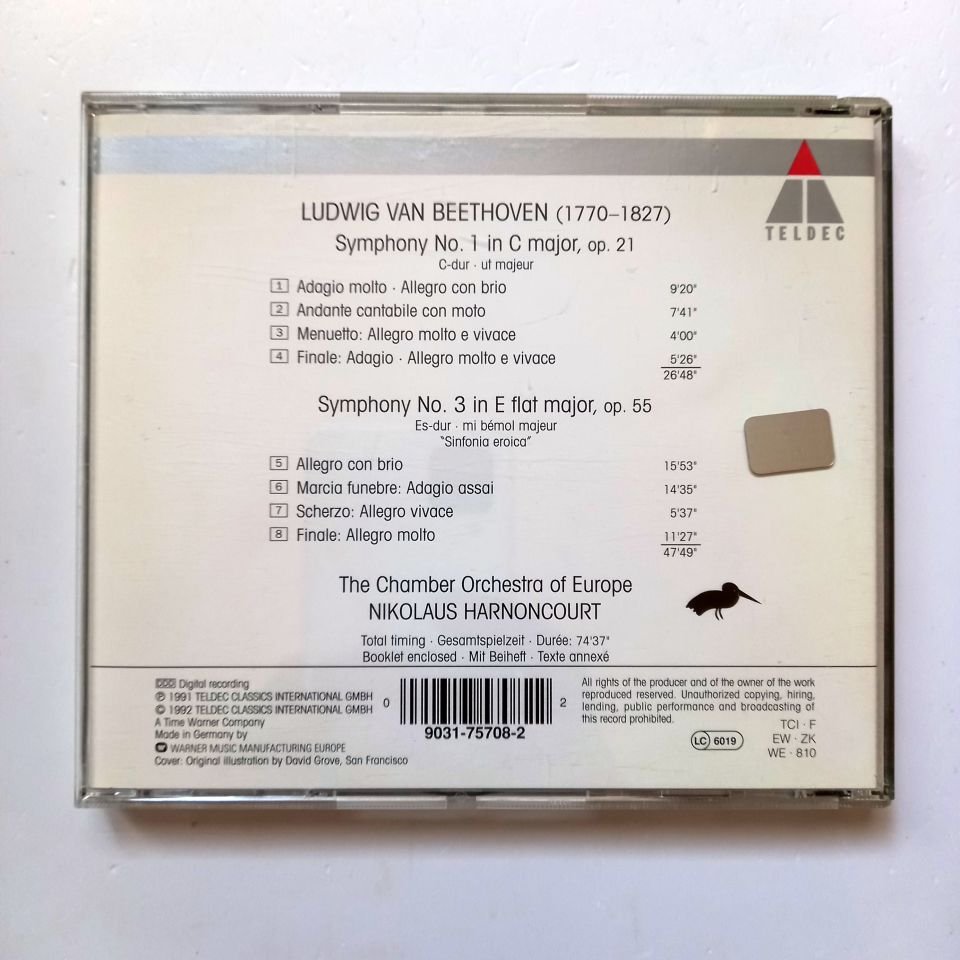 TELDEC
LUDWIG VAN BEETHOVEN (1770–1827)
Symphony No. 1 in C major, op. 21
C-dur · ut majeur
1 Adagio molto · Allegro con brio 9'20"
2 Andante cantabile con moto 7'41"
3 Menuetto: Allegro molto e vivace 4'00"
4 Finale: Adagio · Allegro molto e vivace 5'26"
26'48"
Symphony No. 3 in E flat major, op. 55
Es-dur · mi bémol majeur
"Sinfonia eroica"
5 Allegro con brio 15'53"
6 Marcia funebre: Adagio assai 14'35"
7 Scherzo: Allegro vivace 5'37"
8 Finale: Allegro molto 11'27"
47'49"
The Chamber Orchestra of Europe
NIKOLAUS HARNONCOURT
Total timing · Gesamtspielzeit · Durée: 74'37"
Booklet enclosed · Mit Beiheft · Texte annexé
DDD Digital recording
℗ 1991 TELDEC CLASSICS INTERNATIONAL GMBH
© 1992 TELDEC CLASSICS INTERNATIONAL GMBH
A Time Warner Company
Made in Germany by
WARNER MUSIC MANUFACTURING EUROPE
Cover: Original illustration by David Grove, San Francisco
0 2
9031-75708-2
All rights of the producer and of the owner of the work
reproduced reserved. Unauthorized copying, hiring,
lending, public performance and broadcasting of
this record prohibited.
LC 6019
TCI · F
EW · ZK
WE · 810